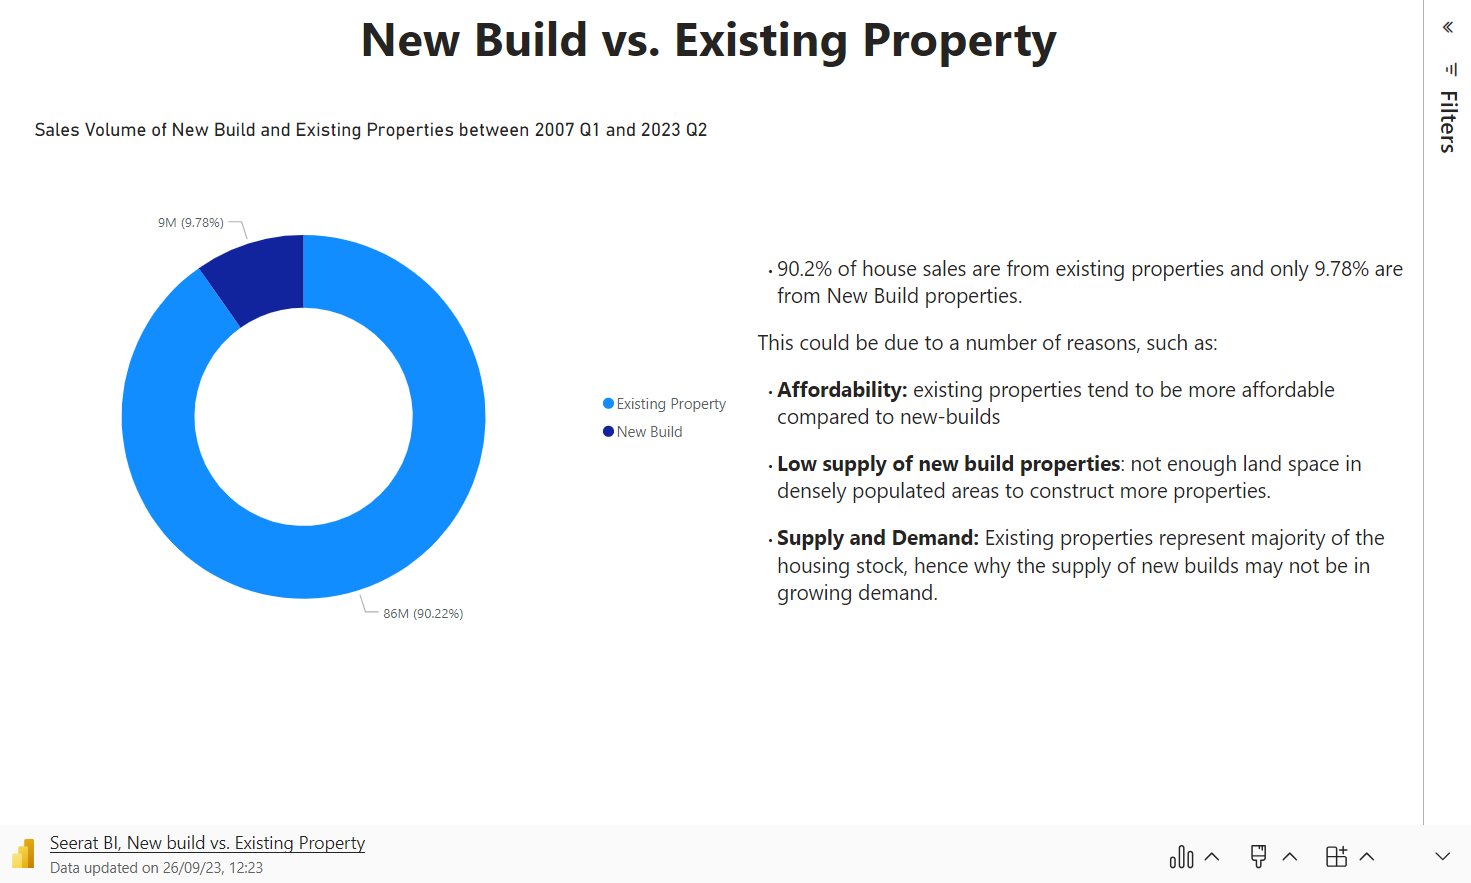 New Build vs. Existing Property
Sales Volume of New Build and Existing Properties between 2007 Q1 and 2023 Q2
9M (9.78%)
86M (90.22%)
Existing Property
New Build
· 90.2% of house sales are from existing properties and only 9.78% are
from New Build properties.
This could be due to a number of reasons, such as:
· Affordability: existing properties tend to be more affordable
compared to new-builds
· Low supply of new build properties: not enough land space in
densely populated areas to construct more properties.
· Supply and Demand: Existing properties represent majority of the
housing stock, hence why the supply of new builds may not be in
growing demand.
Filters
Seerat BI, New build vs. Existing Property
Data updated on 26/09/23, 12:23